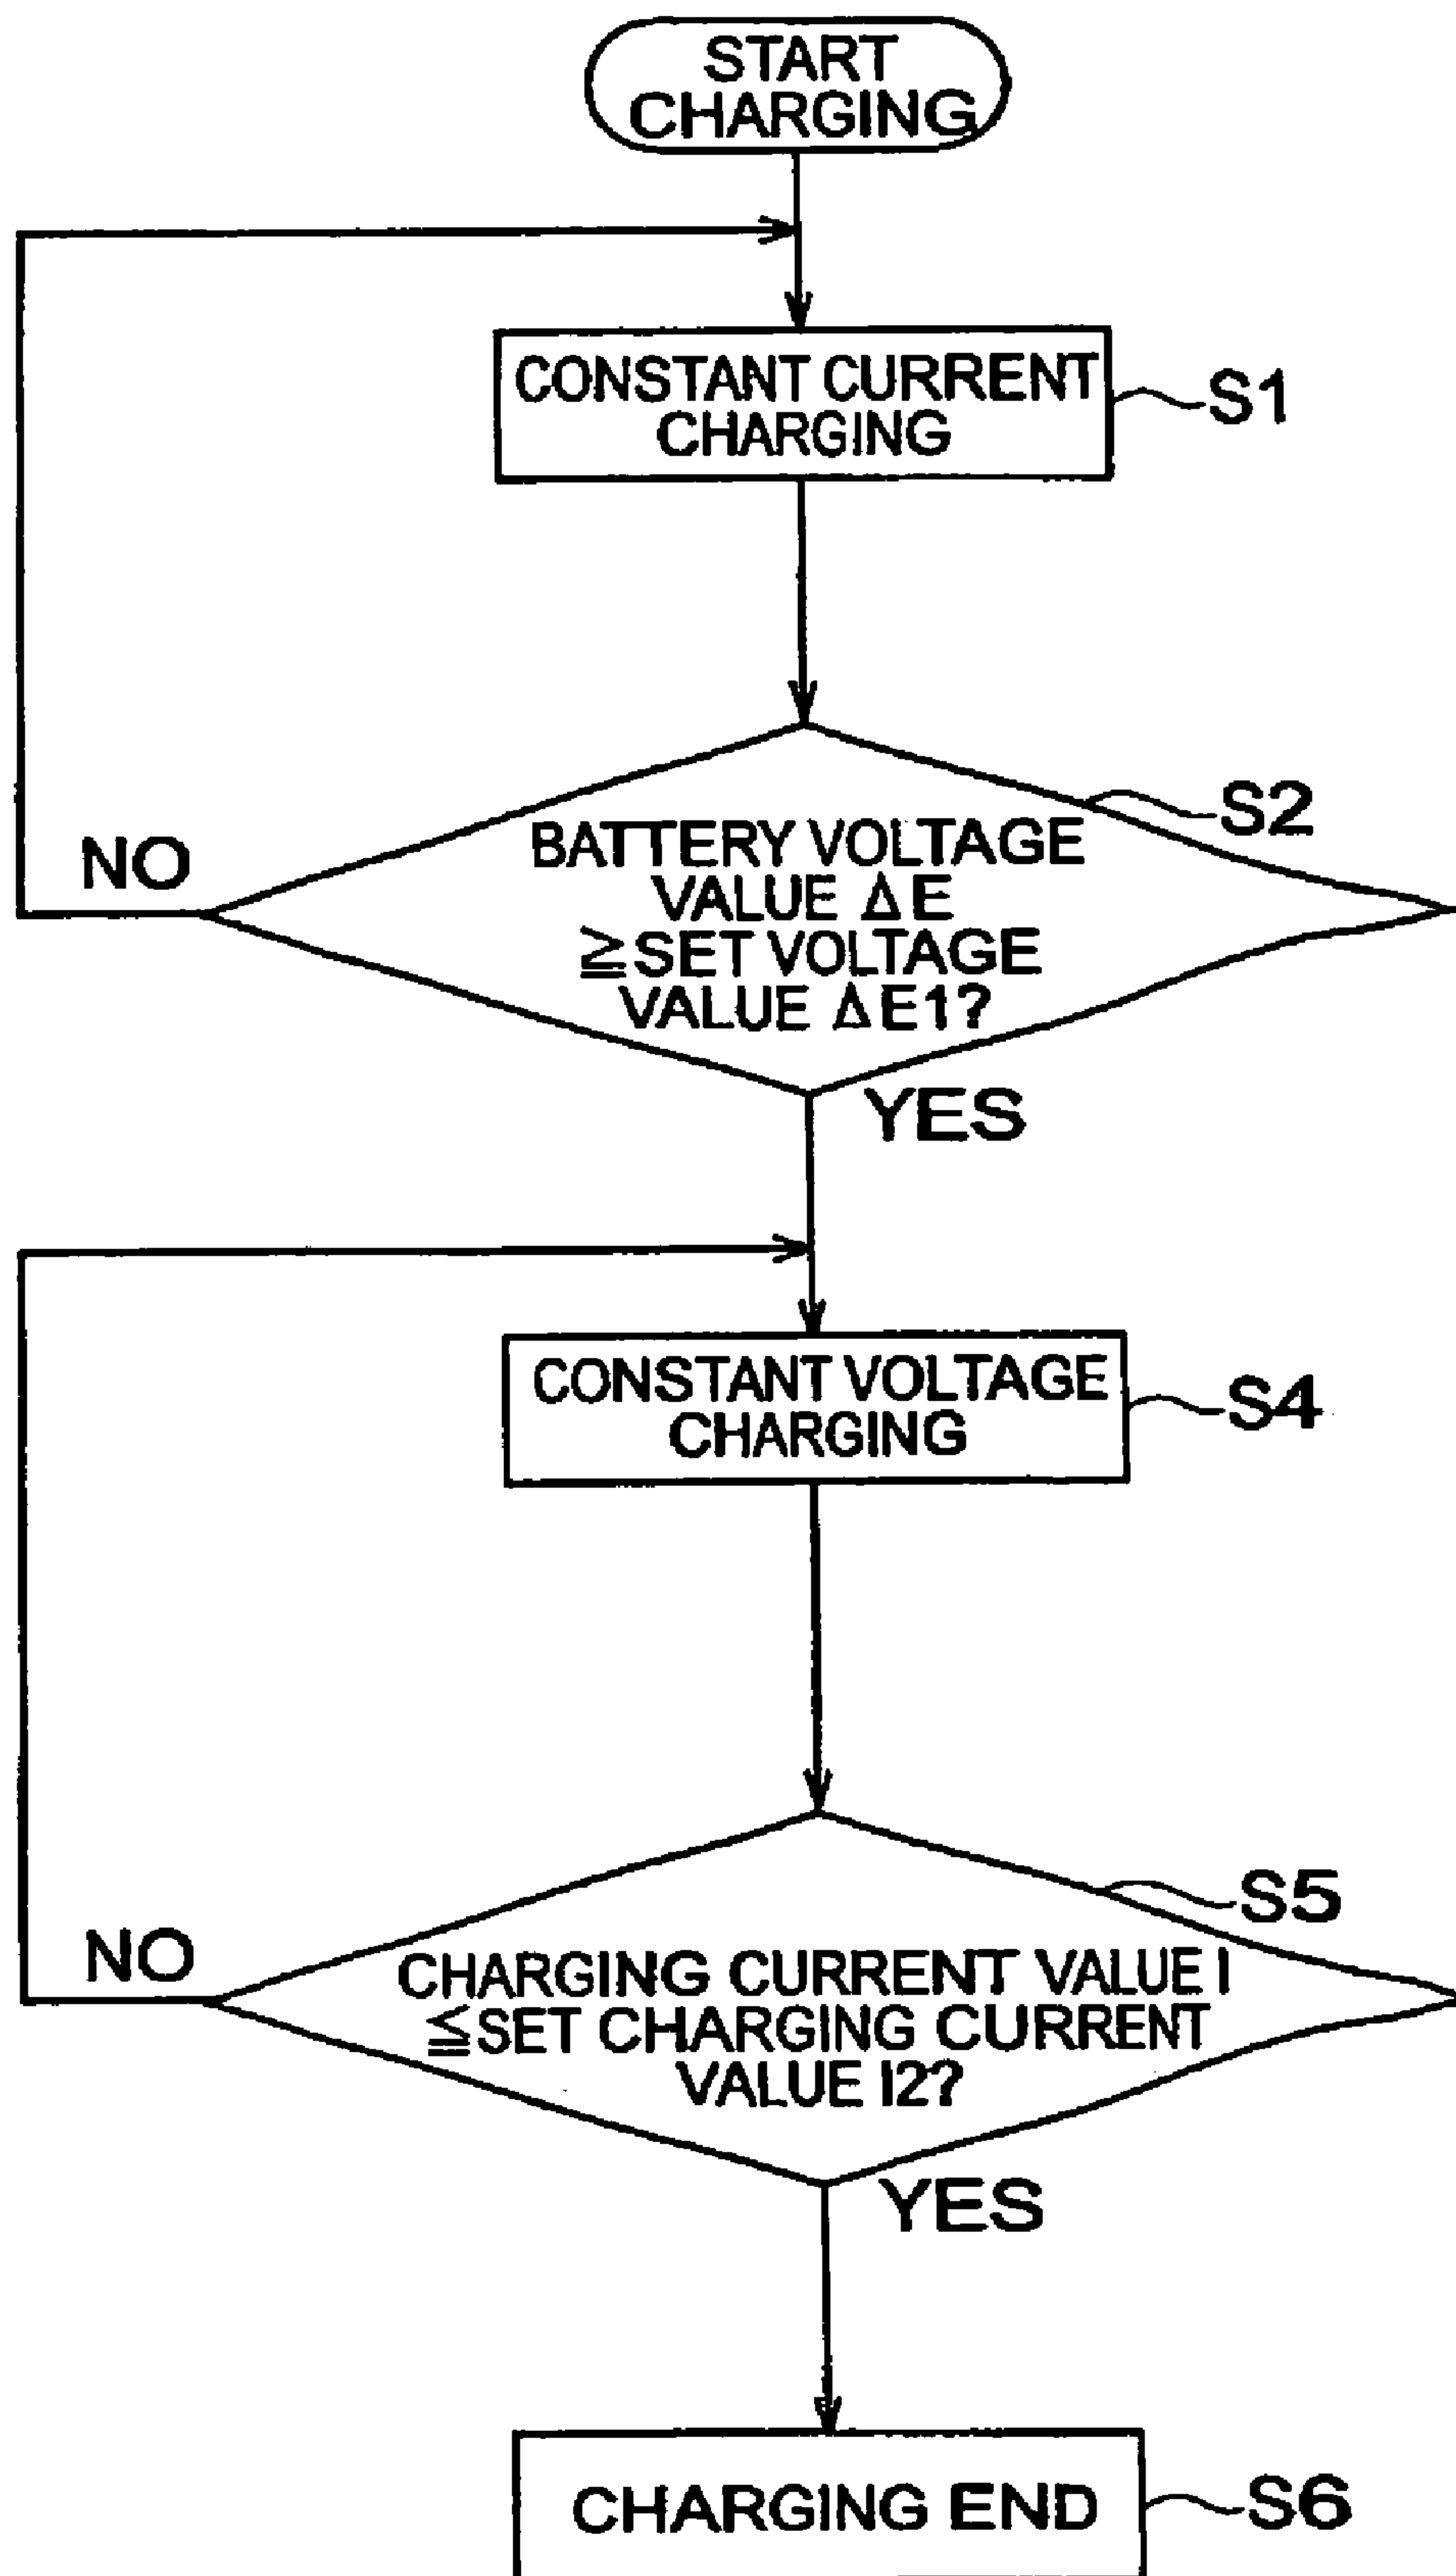 START
CHARGING
CONSTANT CURRENT
CHARGING
S1
S2
BATTERY VOLTAGE
VALUE ΔE
≧SET VOLTAGE
VALUE ΔE1?
NO
YES
CONSTANT VOLTAGE
CHARGING
S4
S5
CHARGING CURRENT VALUE I
≦SET CHARGING CURRENT
VALUE I2?
NO
YES
CHARGING END
S6